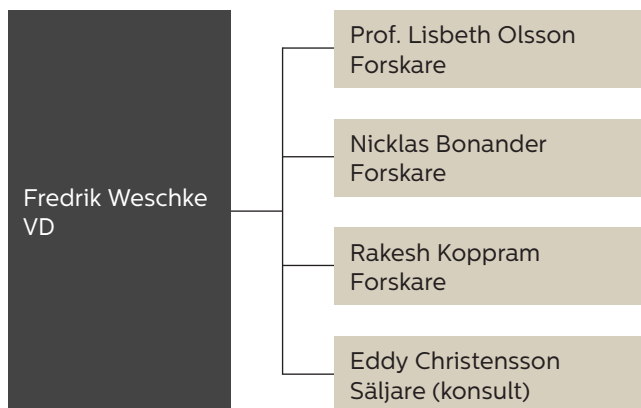 Fredrik Weschke
VD
Prof. Lisbeth Olsson
Forskare
Nicklas Bonander
Forskare
Rakesh Koppram
Forskare
Eddy Christensson
Säljare (konsult)